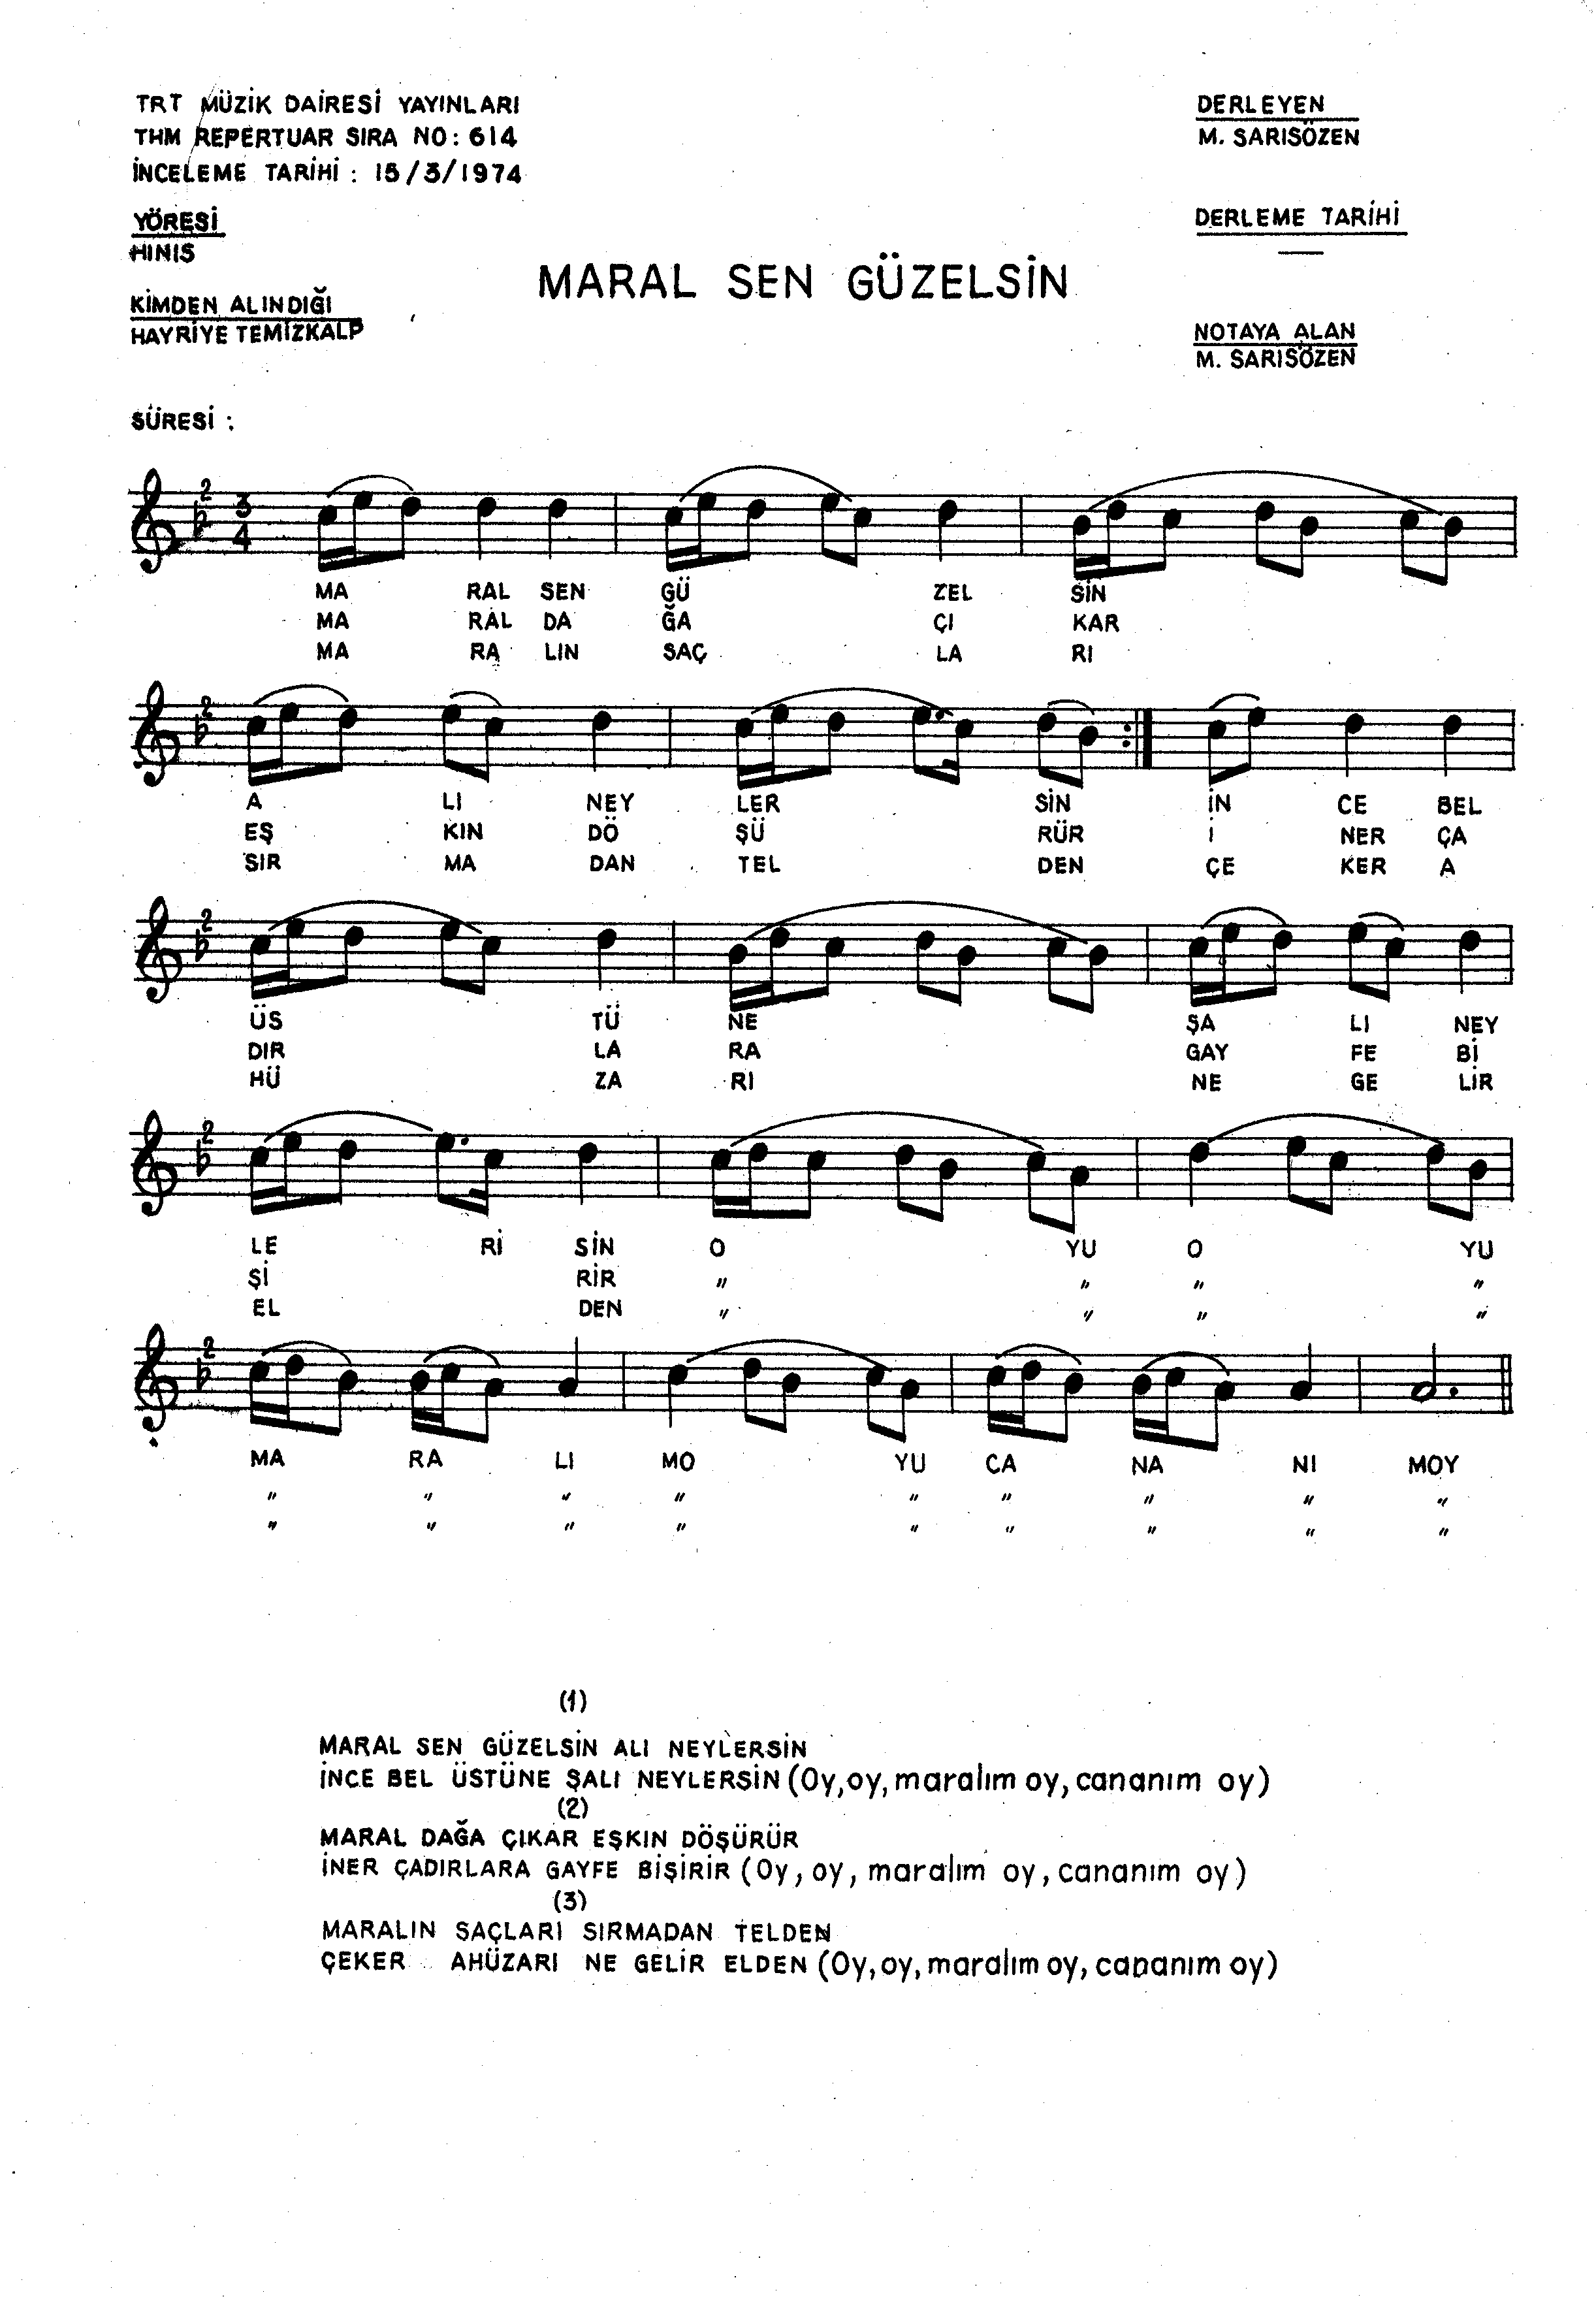 TRT MÜZİK DAİRESİ YAYINLARI
THM REPERTUAR SIRA NO: 614
İNCELEME TARİHİ : 15/3/1974
DERLEYEN
M. SARISÖZEN
YÖRESİ
HINIS
DERLEME TARİHİ
—
MARAL SEN GÜZELSİN
KİMDEN ALINDIĞI
HAYRİYE TEMİZKALP
NOTAYA ALAN
M. SARISÖZEN
SÜRESİ :
2 3 4
MA RAL SEN GÜ ZEL SİN
MA RAL DA ĞA ÇI KAR
MA RA LIN SAÇ LA RI
2
A LI NEY LER SİN İN CE BEL
EŞ KIN DÖ ŞÜ RÜR İ NER ÇA
SIR MA DAN TEL DEN ÇE KER A
2
ÜS TÜ NE ŞA LI NEY
DIR LA RA GAY FE Bİ
HÜ ZA RI NE GE LİR
2
LE Rİ SİN O YU O YU
Şİ RİR " " " "
EL DEN " " " "
2
MA RA LI MO YU CA NA NI MOY
" " " " " " " " "
" " " " " " " " "
(1)
MARAL SEN GÜZELSİN ALI NEYLERSİN
İNCE BEL ÜSTÜNE ŞALI NEYLERSİN (Oy, oy, maralım oy, cananım oy)
(2)
MARAL DAĞA ÇIKAR EŞKIN DÖŞÜRÜR
İNER ÇADIRLARA GAYFE BİŞİRİR (Oy, oy, maralım oy, cananım oy)
(3)
MARALIN SAÇLARI SIRMADAN TELDEN
ÇEKER AHÜZARI NE GELİR ELDEN (Oy, oy, maralım oy, cananım oy)